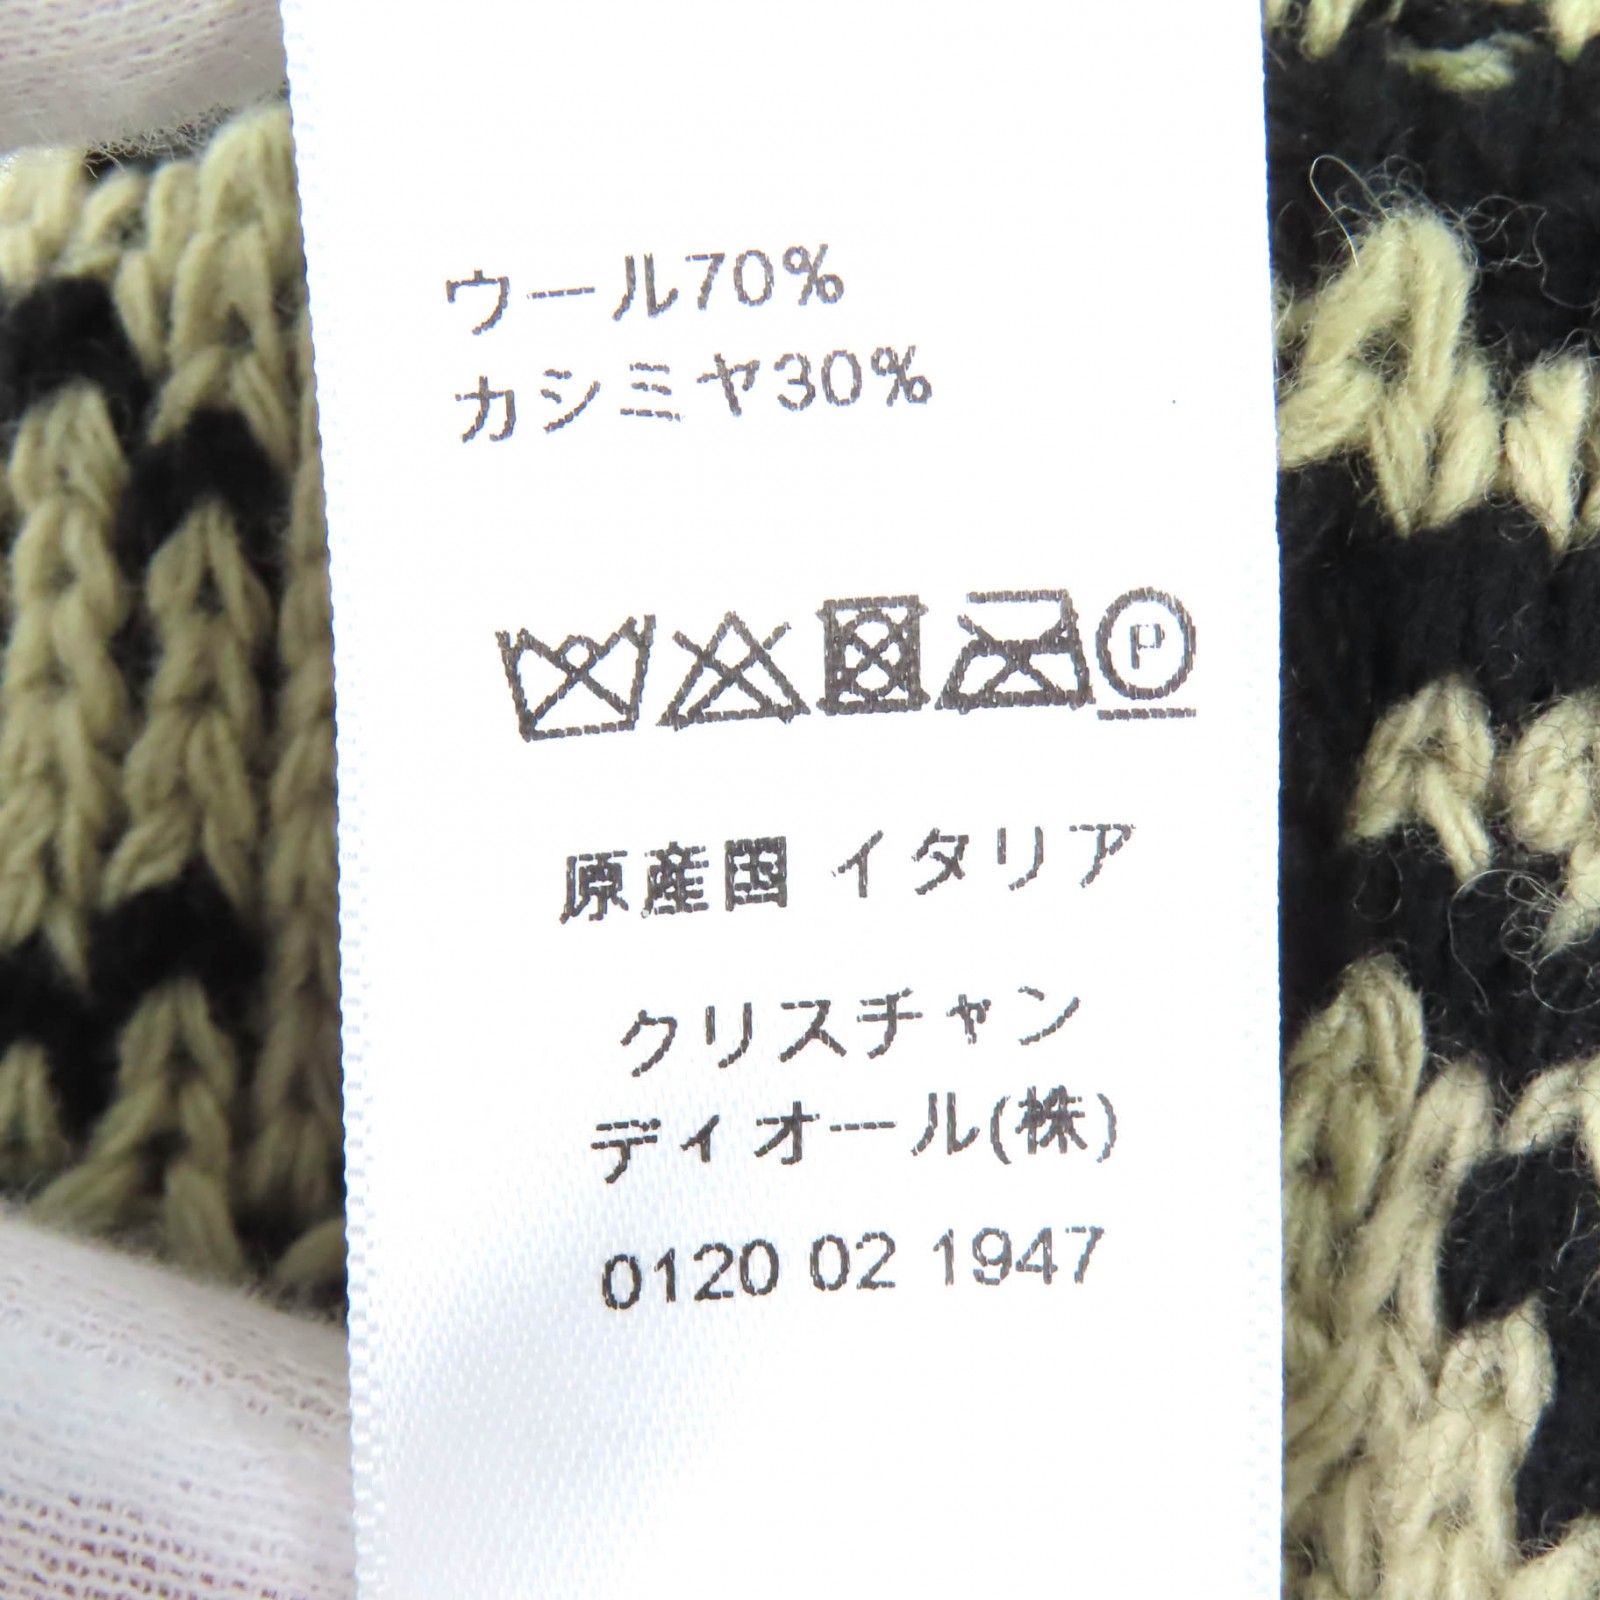 ウール70%
カシミヤ30%
P
原産国 イタリア
クリスチャン
ディオール(株)
0120 02 1947